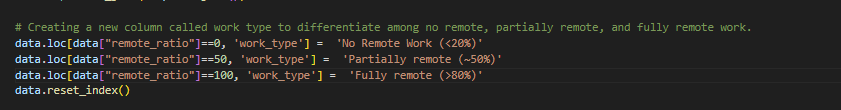 # Creating a new column called work type to differentiate among no remote, partially remote, and fully remote work.
data.loc[data["remote_ratio"]==0, 'work_type'] =  'No Remote Work (<20%)'
data.loc[data["remote_ratio"]==50, 'work_type'] =  'Partially remote (~50%)'
data.loc[data["remote_ratio"]==100, 'work_type'] =  'Fully remote (>80%)'
data.reset_index()